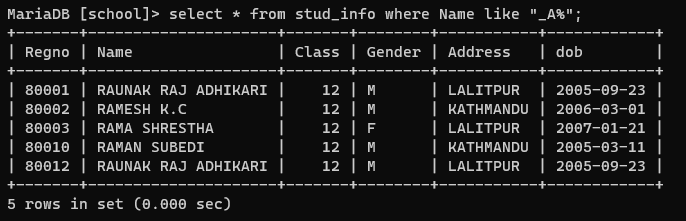 MariaDB [school]> select * from stud_info where Name like "_A%";
+-------+----------------------+-------+--------+-----------+------------+
| Regno | Name                 | Class | Gender | Address   | dob        |
+-------+----------------------+-------+--------+-----------+------------+
| 80001 | RAUNAK RAJ ADHIKARI |    12 | M      | LALITPUR  | 2005-09-23 |
| 80002 | RAMESH K.C          |    12 | M      | KATHMANDU | 2006-03-01 |
| 80003 | RAMA SHRESTHA       |    12 | F      | LALITPUR  | 2007-01-21 |
| 80010 | RAMAN SUBEDI        |    12 | M      | KATHMANDU | 2005-03-11 |
| 80012 | RAUNAK RAJ ADHIKARI |    12 | M      | LALITPUR  | 2005-09-23 |
+-------+----------------------+-------+--------+-----------+------------+
5 rows in set (0.000 sec)